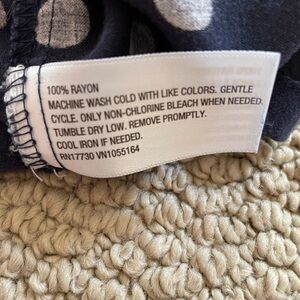 100% RAYON
MACHINE WASH COLD WITH LIKE COLORS. GENTLE
CYCLE. ONLY NON-CHLORINE BLEACH WHEN NEEDED.
TUMBLE DRY LOW. REMOVE PROMPTLY.
COOL IRON IF NEEDED.
RN17730 VN1055164